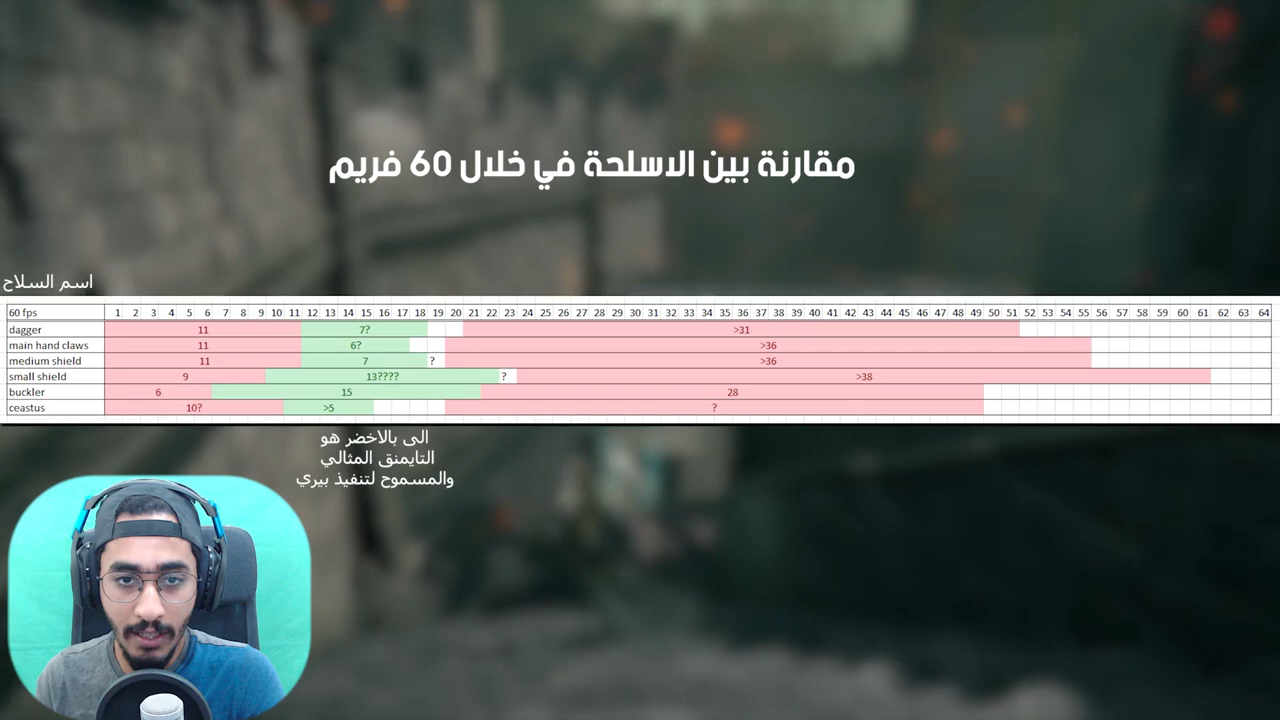 مقارنة بين الاسلحة في خلال 60 فريم
اسم السلاح
60 fps 1 2 3 4 5 6 7 8 9 10 11 12 13 14 15 16 17 18 19 20 21 22 23 24 25 26 27 28 29 30 31 32 33 34 35 36 37 38 39 40 41 42 43 44 45 46 47 48 49 50 51 52 53 54 55 56 57 58 59 60 61 62 63 64
dagger 11 7? >31
main hand claws 11 6? >36
medium shield 11 7 ? >36
small shield 9 13???? ? >38
buckler 6 15 28
ceastus 10? >5 ?
الى بالاخضر هو
التايمنق المثالي
والمسموح لتنفيذ بيري